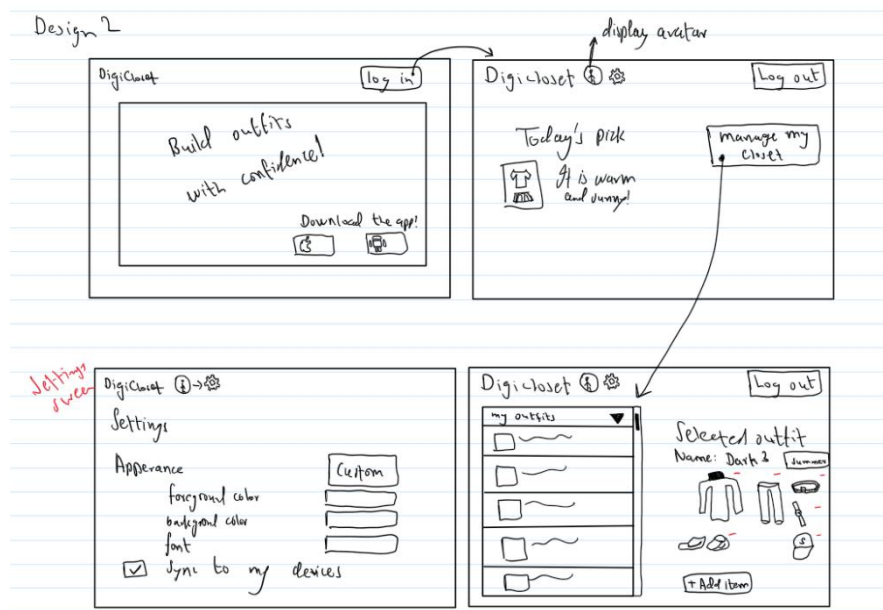 Design 2
display avatar
DigiCloset
log in
Build outfits
with confidence!
Download the app!
Digicloset
Log out
Today's pick
It is warm
and sunny!
manage my
closet
Settings
DigiCloset
Settings
Apperance
Custom
foreground color
background color
font
Sync to my devices
Digicloset
Log out
my outfits
Selected outfit
Name: Dark 3
Summer
S
+ Add item